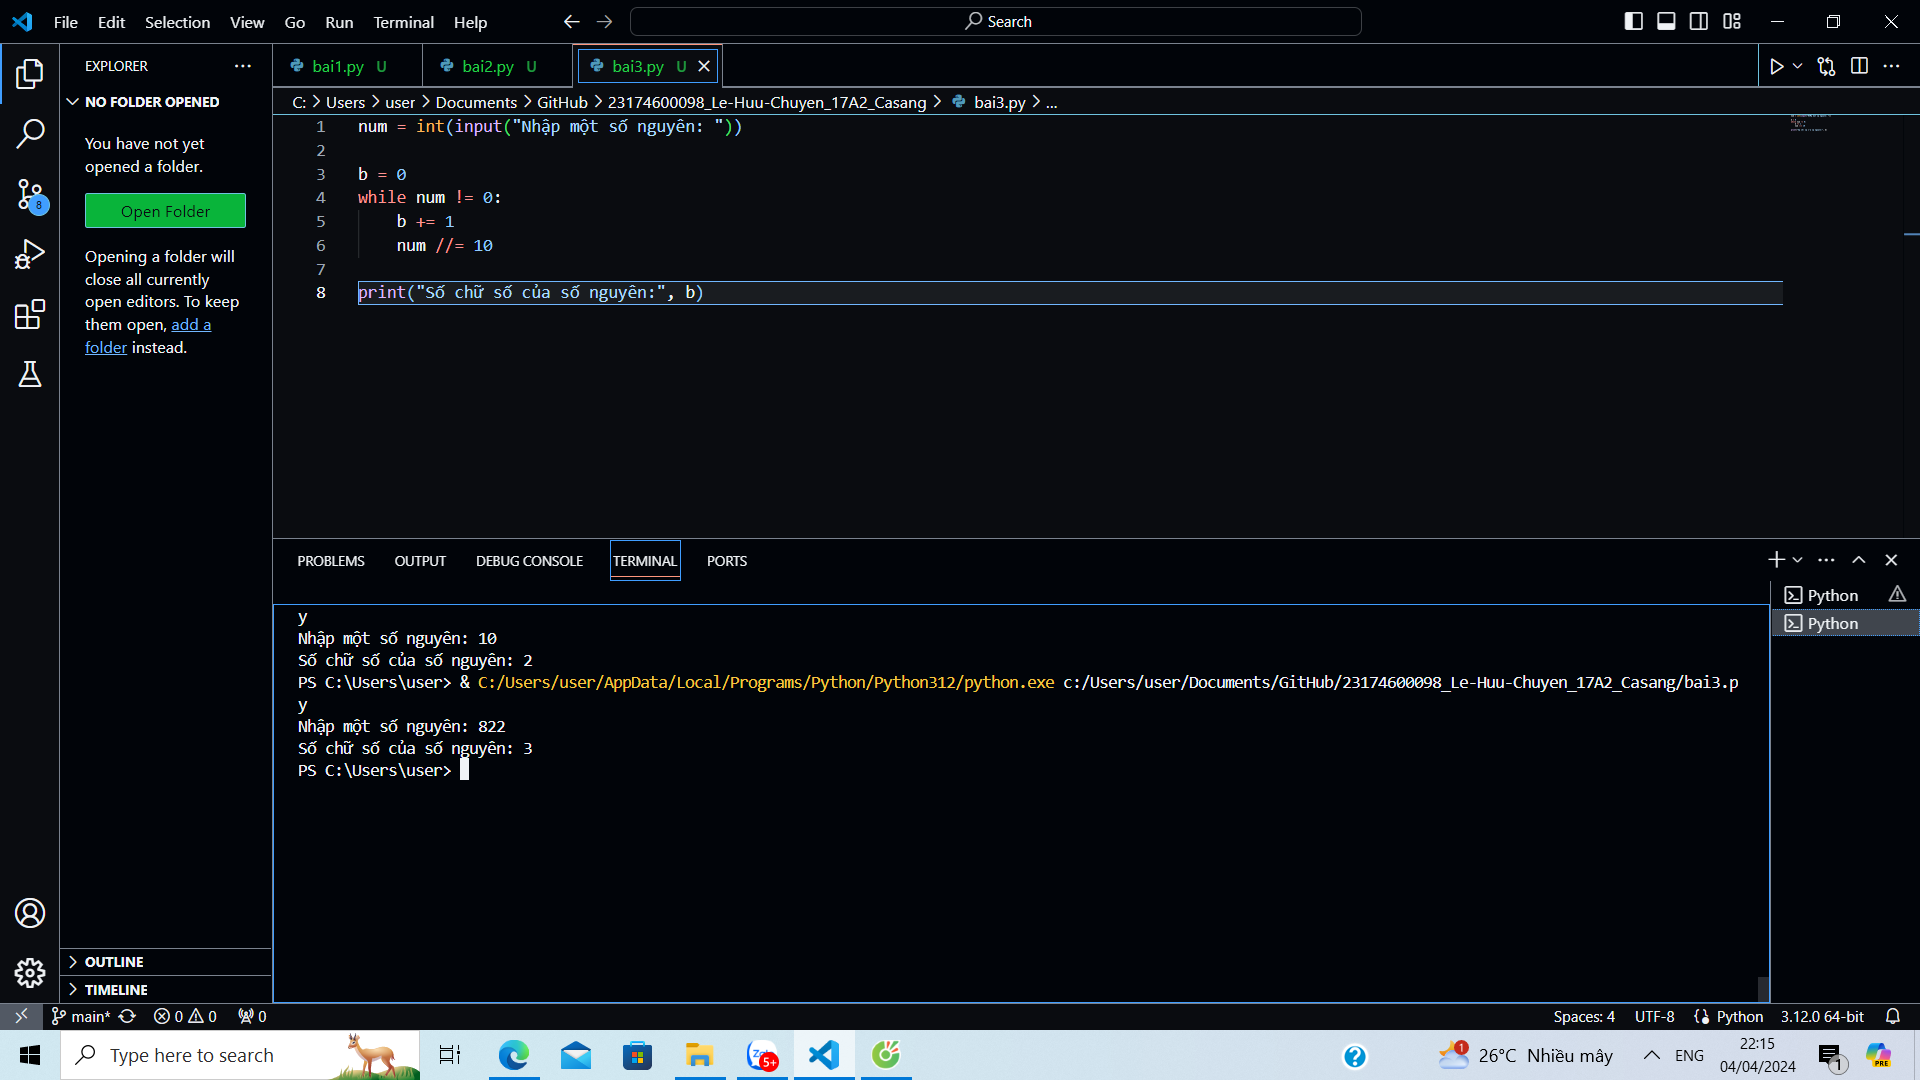 File Edit Selection View Go Run Terminal Help
Search
EXPLORER
NO FOLDER OPENED
You have not yet
opened a folder.
Open Folder
Opening a folder will
close all currently
open editors. To keep
them open, add a
folder instead.
OUTLINE
TIMELINE
8
bai1.py U
bai2.py U
bai3.py U
C: > Users > user > Documents > GitHub > 23174600098_Le-Huu-Chuyen_17A2_Casang > bai3.py > ...
1 num = int(input("Nhập một số nguyên: "))
2
3 b = 0
4 while num != 0:
5     b += 1
6     num //= 10
7
8 print("Số chữ số của số nguyên:", b)
PROBLEMS OUTPUT DEBUG CONSOLE TERMINAL PORTS
Python
Python
y
Nhập một số nguyên: 10
Số chữ số của số nguyên: 2
PS C:\Users\user> & C:/Users/user/AppData/Local/Programs/Python/Python312/python.exe c:/Users/user/Documents/GitHub/23174600098_Le-Huu-Chuyen_17A2_Casang/bai3.p
y
Nhập một số nguyên: 822
Số chữ số của số nguyên: 3
PS C:\Users\user>
main* 0 0 0
Spaces: 4 UTF-8 Python 3.12.0 64-bit
Type here to search
5+
1
26°C Nhiều mây
ENG
22:15
04/04/2024
1
PRE